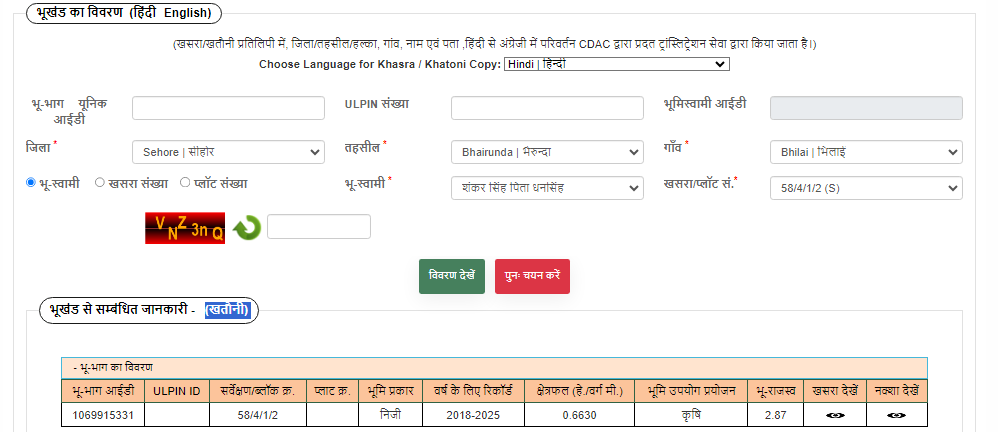 भूखंड का विवरण (हिंदी English)
(खसरा/खतौनी प्रतिलिपी में, जिला/तहसील/हल्का, गांव, नाम एवं पता ,हिंदी से अंग्रेजी में परिवर्तन CDAC द्वारा प्रदत ट्रांस्लिट्रेशन सेवा द्वारा किया जाता है।)
Choose Language for Khasra / Khatoni Copy: Hindi | हिन्दी
भू-भाग यूनिक आईडी ULPIN संख्या भूमिस्वामी आईडी
जिला * Sehore | सीहोर तहसील * Bhairunda | भैरुन्दा गाँव * Bhilai | भिलाई
भू-स्वामी खसरा संख्या प्लॉट संख्या भू-स्वामी * शंकर सिंह पिता धनसिंह खसरा/प्लॉट सं.* 58/4/1/2 (S)
VNZ3nQ
विवरण देखें पुनः चयन करें
भूखंड से सम्बंधित जानकारी - (खतौनी)
- भू-भाग का विवरण
भू-भाग आईडी ULPIN ID सर्वेक्षण/ब्लॉक क्र. प्लाट क्र. भूमि प्रकार वर्ष के लिए रिकॉर्ड क्षेत्रफल (हे./वर्ग मी.) भूमि उपयोग प्रयोजन भू-राजस्व खसरा देखें नक्शा देखें
1069915331 58/4/1/2 निजी 2018-2025 0.6630 कृषि 2.87